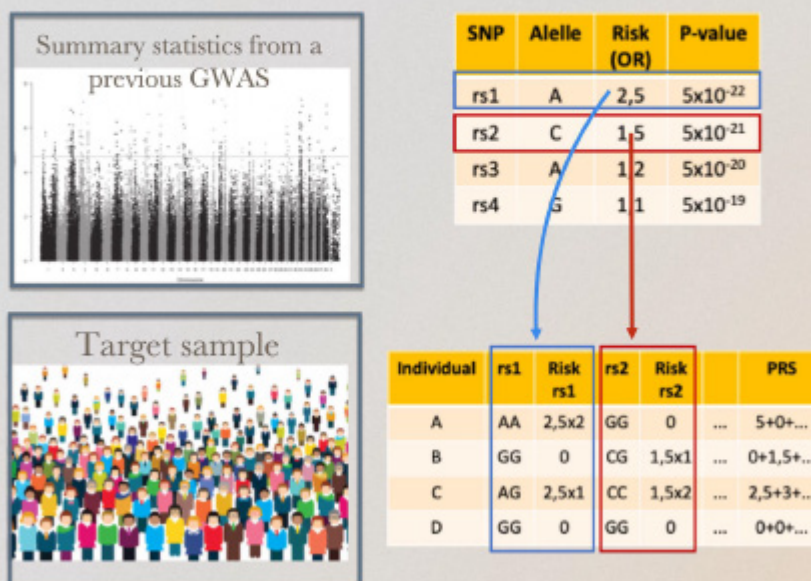 Summary statistics from a
previous GWAS
SNP Alelle Risk (OR) P-value
rs1 A 2,5 5x10⁻²²
rs2 C 1,5 5x10⁻²¹
rs3 A 1,2 5x10⁻²⁰
rs4 G 1,1 5x10⁻¹⁹
Target sample
Individual rs1 Risk rs1 rs2 Risk rs2 PRS
A AA 2,5x2 GG 0 ... 5+0+...
B GG 0 CG 1,5x1 ... 0+1,5+..
C AG 2,5x1 CC 1,5x2 ... 2,5+3+..
D GG 0 GG 0 ... 0+0+...